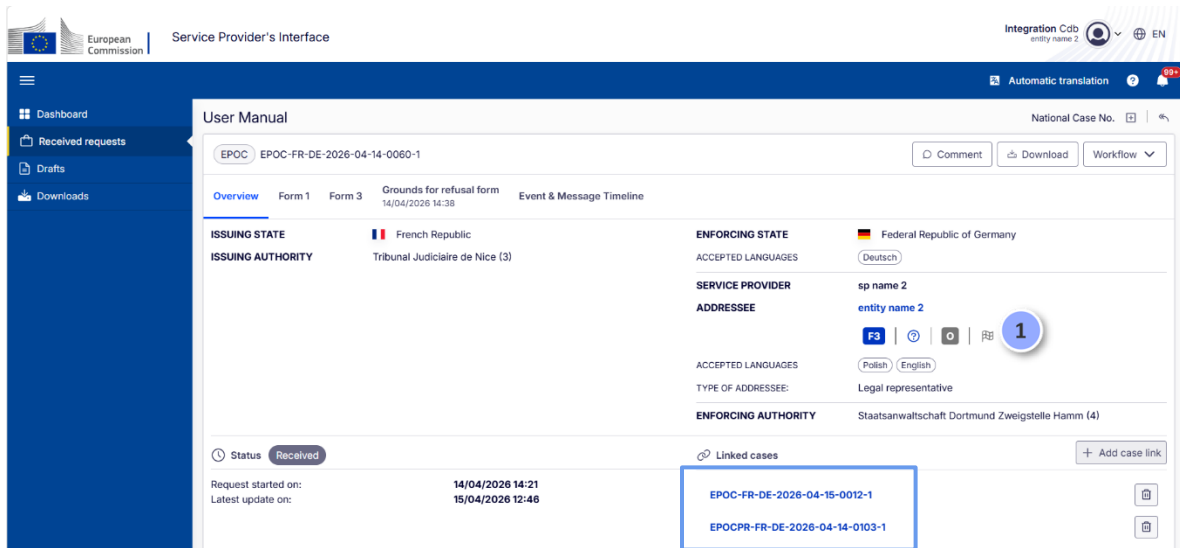 European
Commission
Service Provider's Interface
Integration Cdb
entity name 2
EN
Automatic translation
99+
Dashboard
Received requests
Drafts
Downloads
User Manual
National Case No.
EPOC EPOC-FR-DE-2026-04-14-0060-1
Comment
Download
Workflow
Overview
Form 1
Form 3
Grounds for refusal form
14/04/2026 14:38
Event & Message Timeline
ISSUING STATE French Republic
ISSUING AUTHORITY Tribunal Judiciaire de Nice (3)
ENFORCING STATE Federal Republic of Germany
ACCEPTED LANGUAGES Deutsch
SERVICE PROVIDER sp name 2
ADDRESSEE entity name 2
F3 ? O 1
ACCEPTED LANGUAGES Polish English
TYPE OF ADDRESSEE: Legal representative
ENFORCING AUTHORITY Staatsanwaltschaft Dortmund Zweigstelle Hamm (4)
Status Received
Linked cases
+ Add case link
Request started on: 14/04/2026 14:21
Latest update on: 15/04/2026 12:46
EPOC-FR-DE-2026-04-15-0012-1
EPOCPR-FR-DE-2026-04-14-0103-1